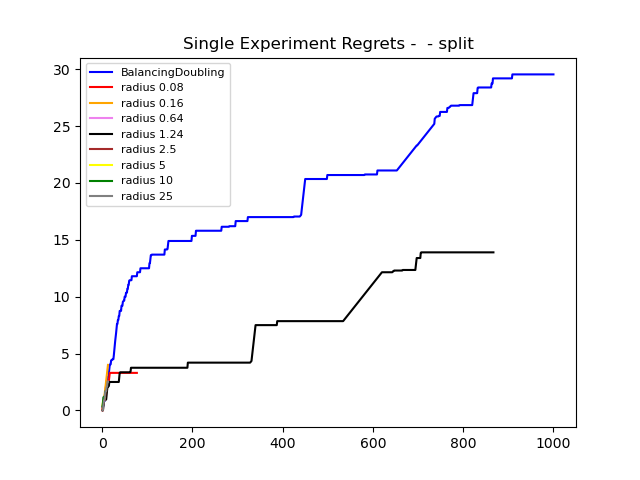 Single Experiment Regrets -  - split
BalancingDoubling
radius 0.08
radius 0.16
radius 0.64
radius 1.24
radius 2.5
radius 5
radius 10
radius 25
30
25
20
15
10
5
0
0 200 400 600 800 1000